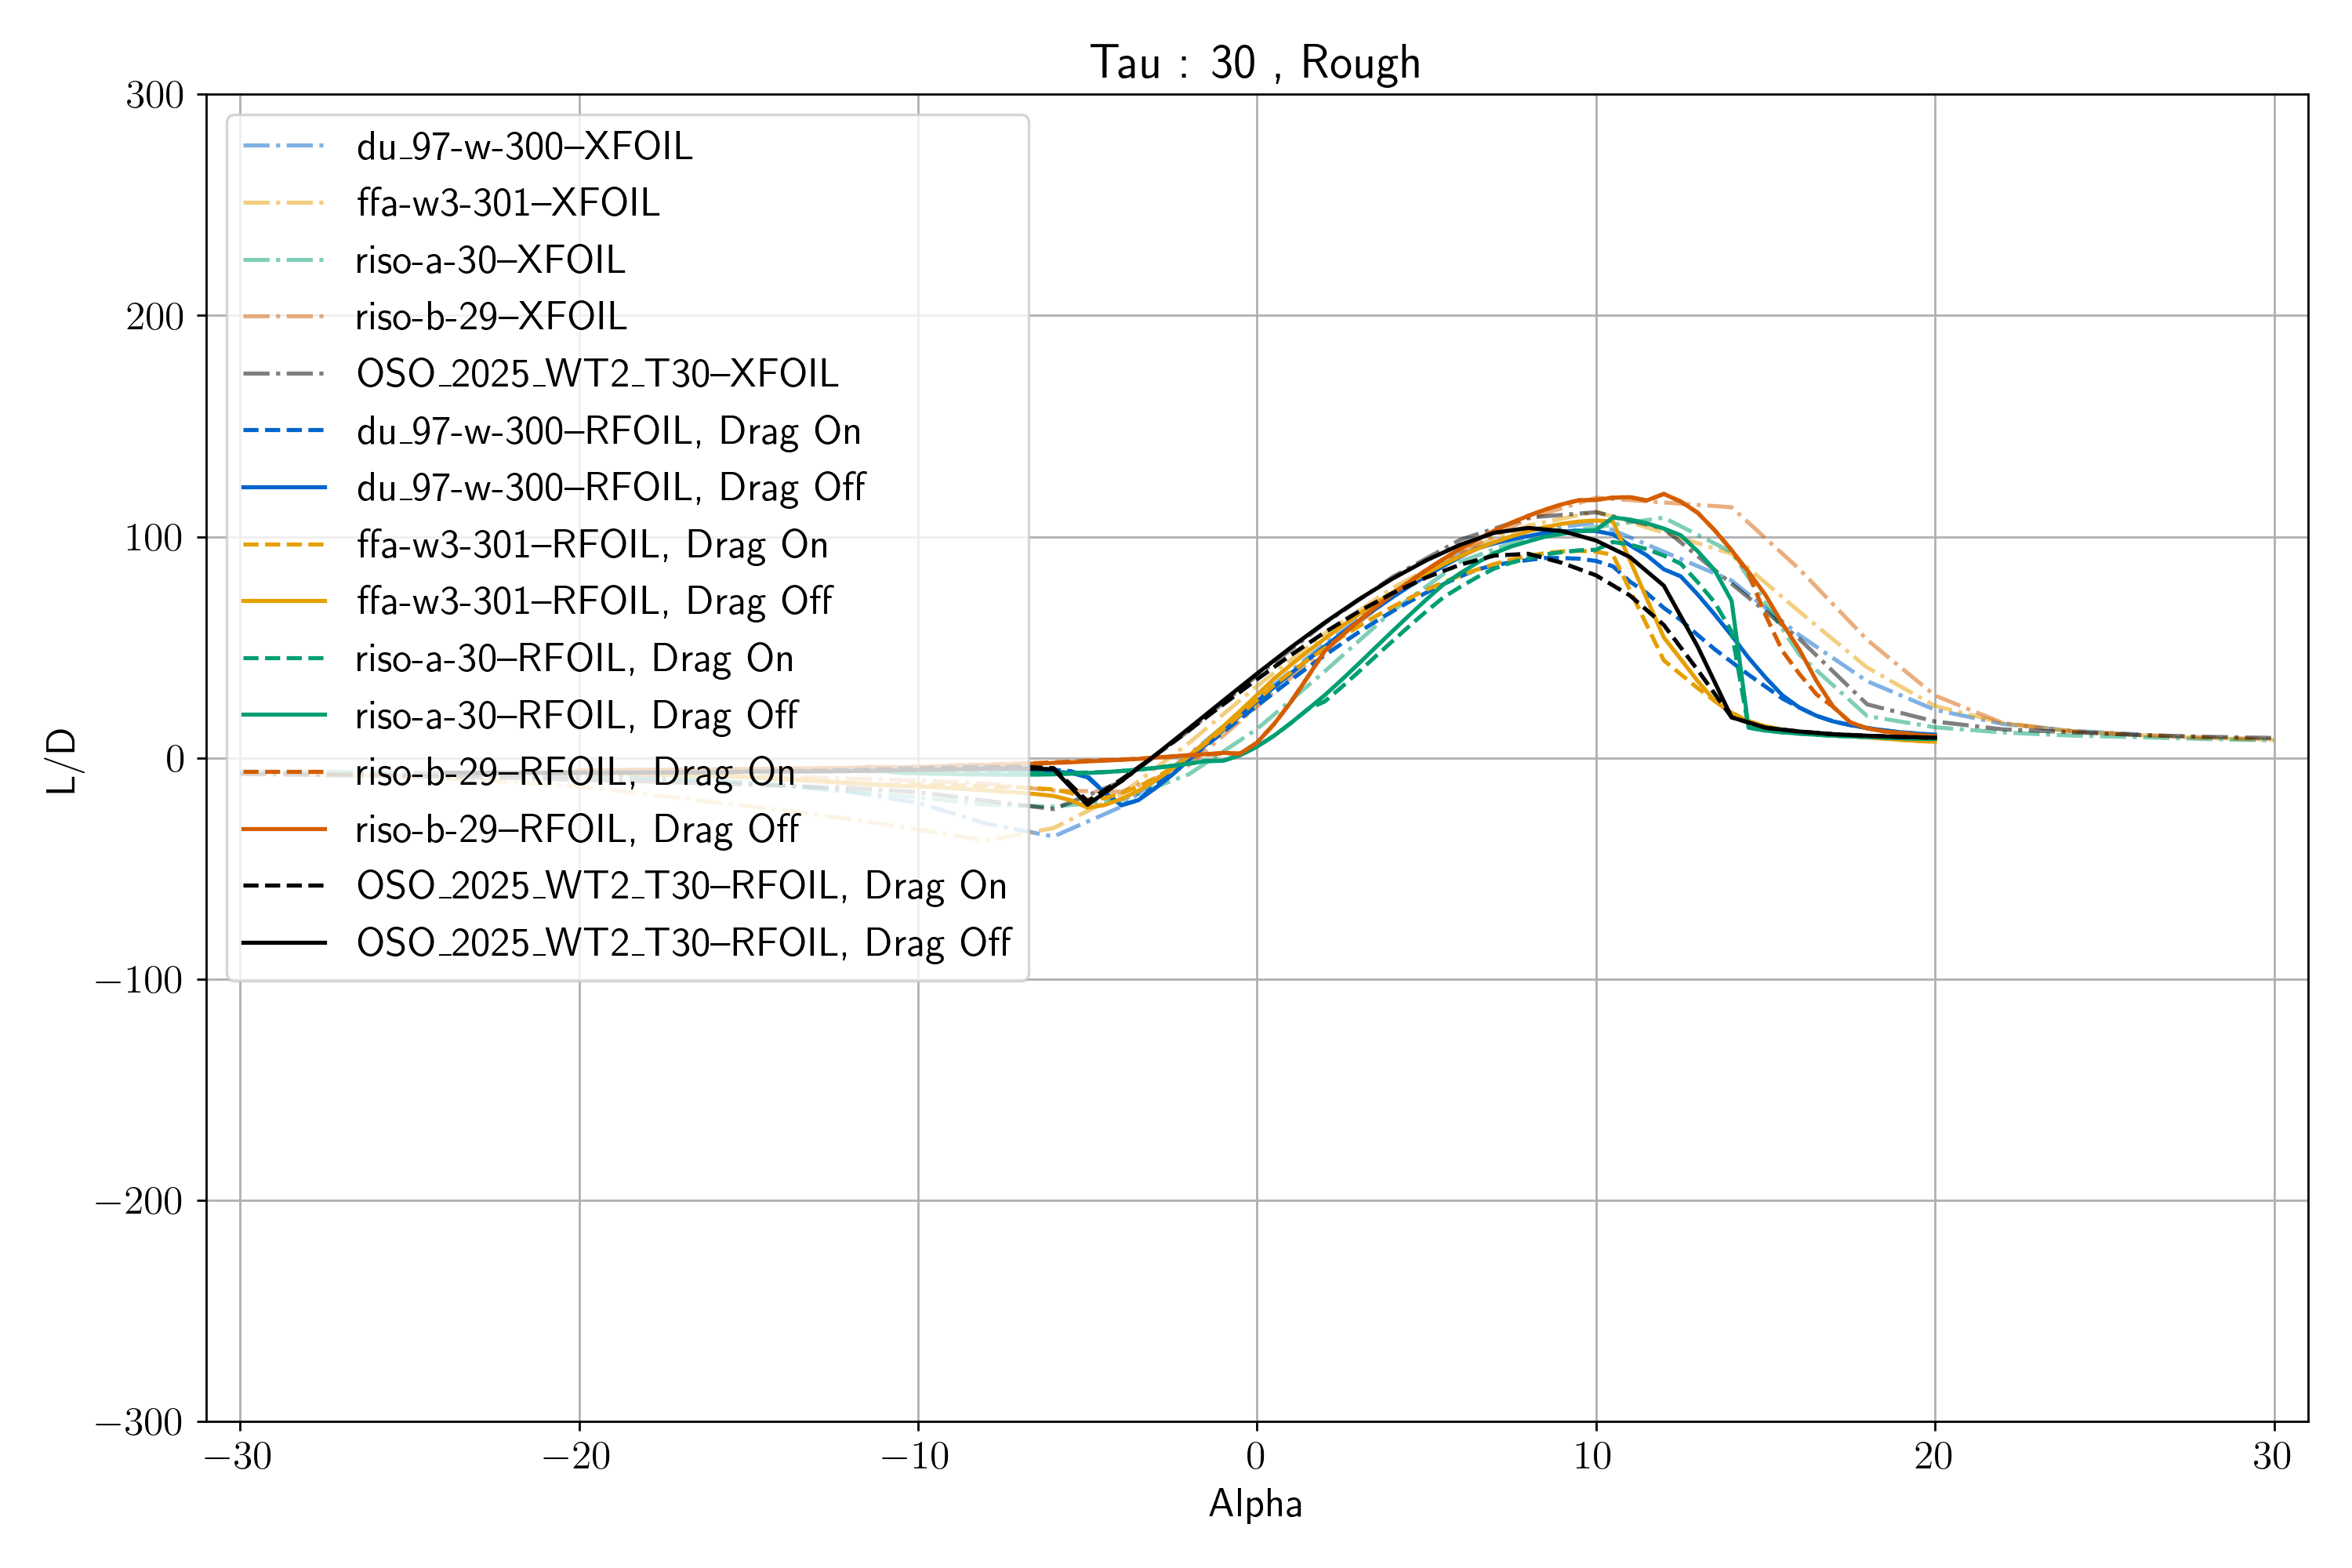 Tau : 30 , Rough
300
200
100
0
−100
−200
−300
L/D
du_97-w-300–XFOIL
ffa-w3-301–XFOIL
riso-a-30–XFOIL
riso-b-29–XFOIL
OSO_2025_WT2_T30–XFOIL
du_97-w-300–RFOIL, Drag On
du_97-w-300–RFOIL, Drag Off
ffa-w3-301–RFOIL, Drag On
ffa-w3-301–RFOIL, Drag Off
riso-a-30–RFOIL, Drag On
riso-a-30–RFOIL, Drag Off
riso-b-29–RFOIL, Drag On
riso-b-29–RFOIL, Drag Off
OSO_2025_WT2_T30–RFOIL, Drag On
OSO_2025_WT2_T30–RFOIL, Drag Off
−30 −20 −10 0 10 20 30
Alpha